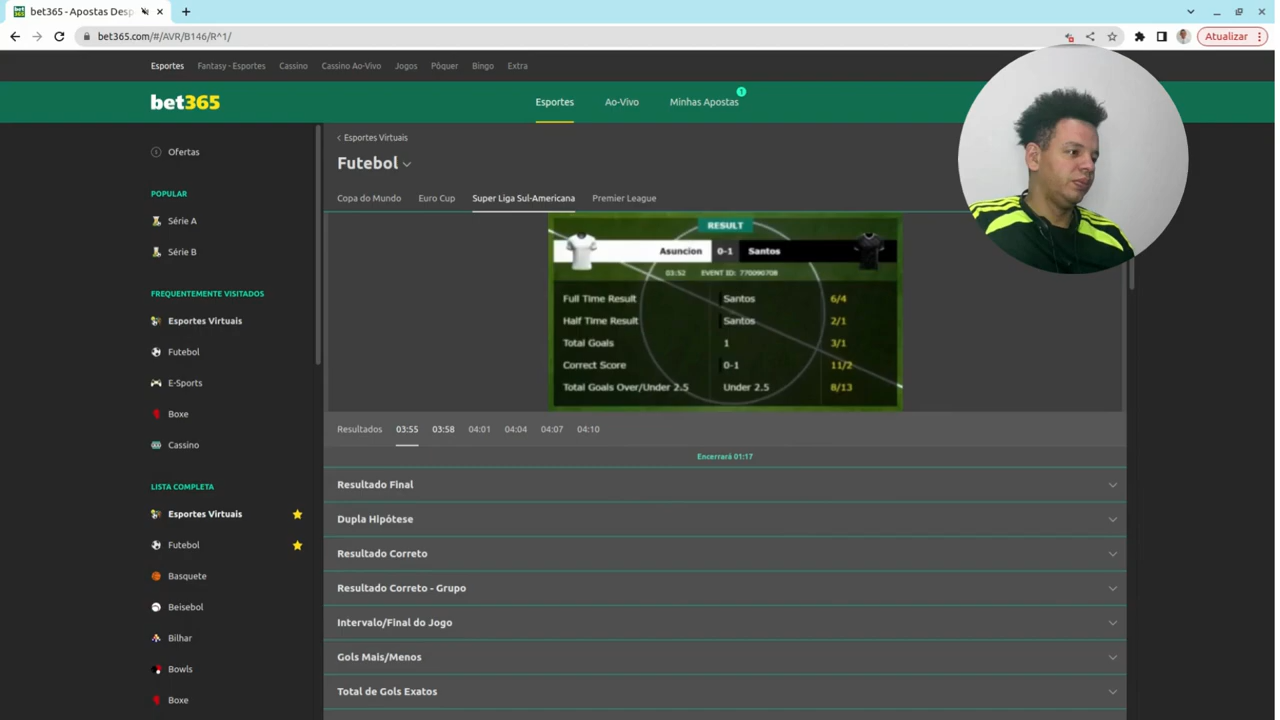 bet365 - Apostas Desp
bet365.com/#/AVR/B146/R^1/
Atualizar
Esportes Fantasy - Esportes Cassino Cassino Ao-Vivo Jogos Pôquer Bingo Extra
bet365
Esportes Ao-Vivo Minhas Apostas 1
Ofertas
POPULAR
Série A
Série B
FREQUENTEMENTE VISITADOS
Esportes Virtuais
Futebol
E-Sports
Boxe
Cassino
LISTA COMPLETA
Esportes Virtuais
Futebol
Basquete
Beisebol
Bilhar
Bowls
Boxe
Esportes Virtuais
Futebol
Copa do Mundo Euro Cup Super Liga Sul-Americana Premier League
RESULT
Asuncion 0-1 Santos
03:52 EVENT ID: 770090708
Full Time Result Santos 6/4
Half Time Result Santos 2/1
Total Goals 1 3/1
Correct Score 0-1 11/2
Total Goals Over/Under 2.5 Under 2.5 8/13
Resultados 03:55 03:58 04:01 04:04 04:07 04:10
Encerrará 01:17
Resultado Final
Dupla Hipótese
Resultado Correto
Resultado Correto - Grupo
Intervalo/Final do Jogo
Gols Mais/Menos
Total de Gols Exatos